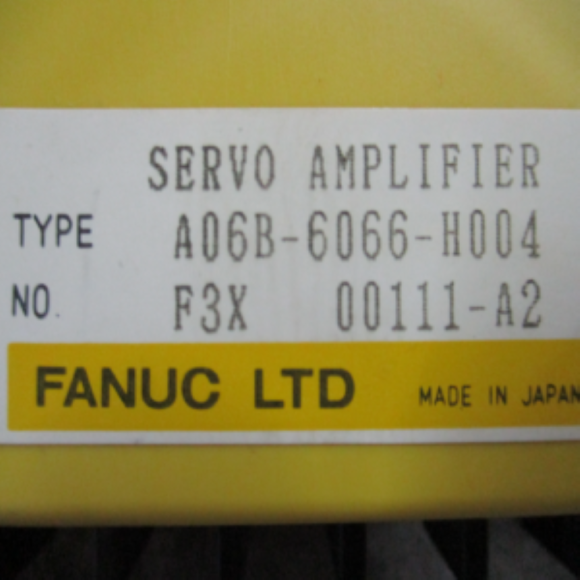 SERVO AMPLIFIER
TYPE A06B-6066-H004
NO. F3X 00111-A2
FANUC LTD MADE IN JAPAN